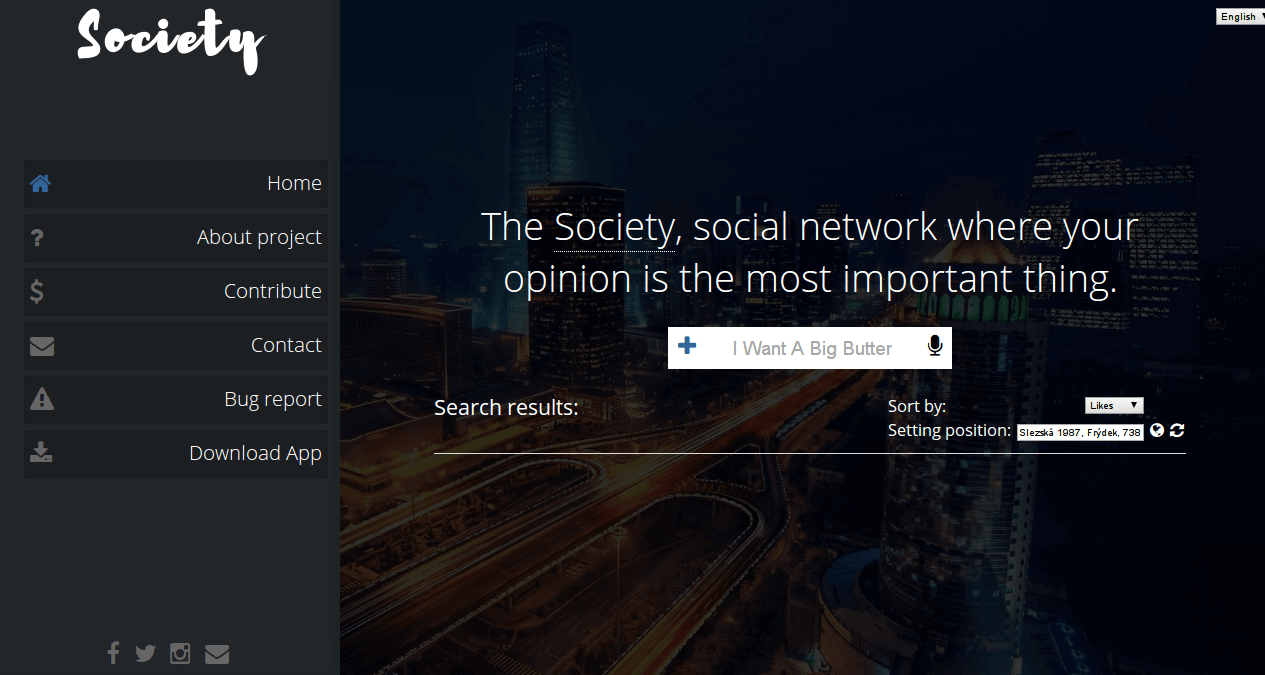 Society
English
Home
About project
Contribute
Contact
Bug report
Download App
The Society, social network where your
opinion is the most important thing.
I Want A Big Butter
Search results:
Sort by:
Likes
Setting position:
Slezská 1987, Frýdek, 738